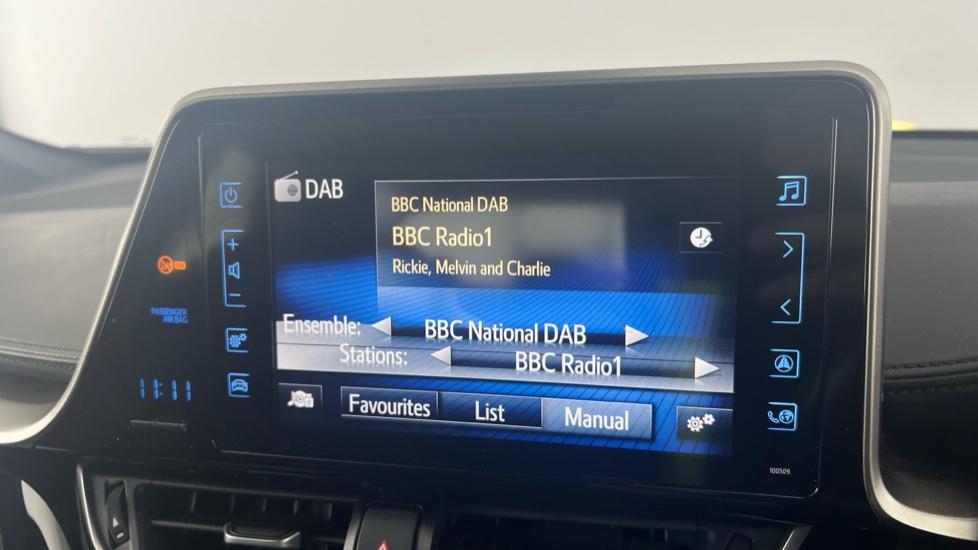 DAB
BBC National DAB
BBC Radio1
Rickie, Melvin and Charlie
Ensemble: BBC National DAB
Stations: BBC Radio1
Favourites List Manual
PASSENGER
AIR BAG
11:11
100509